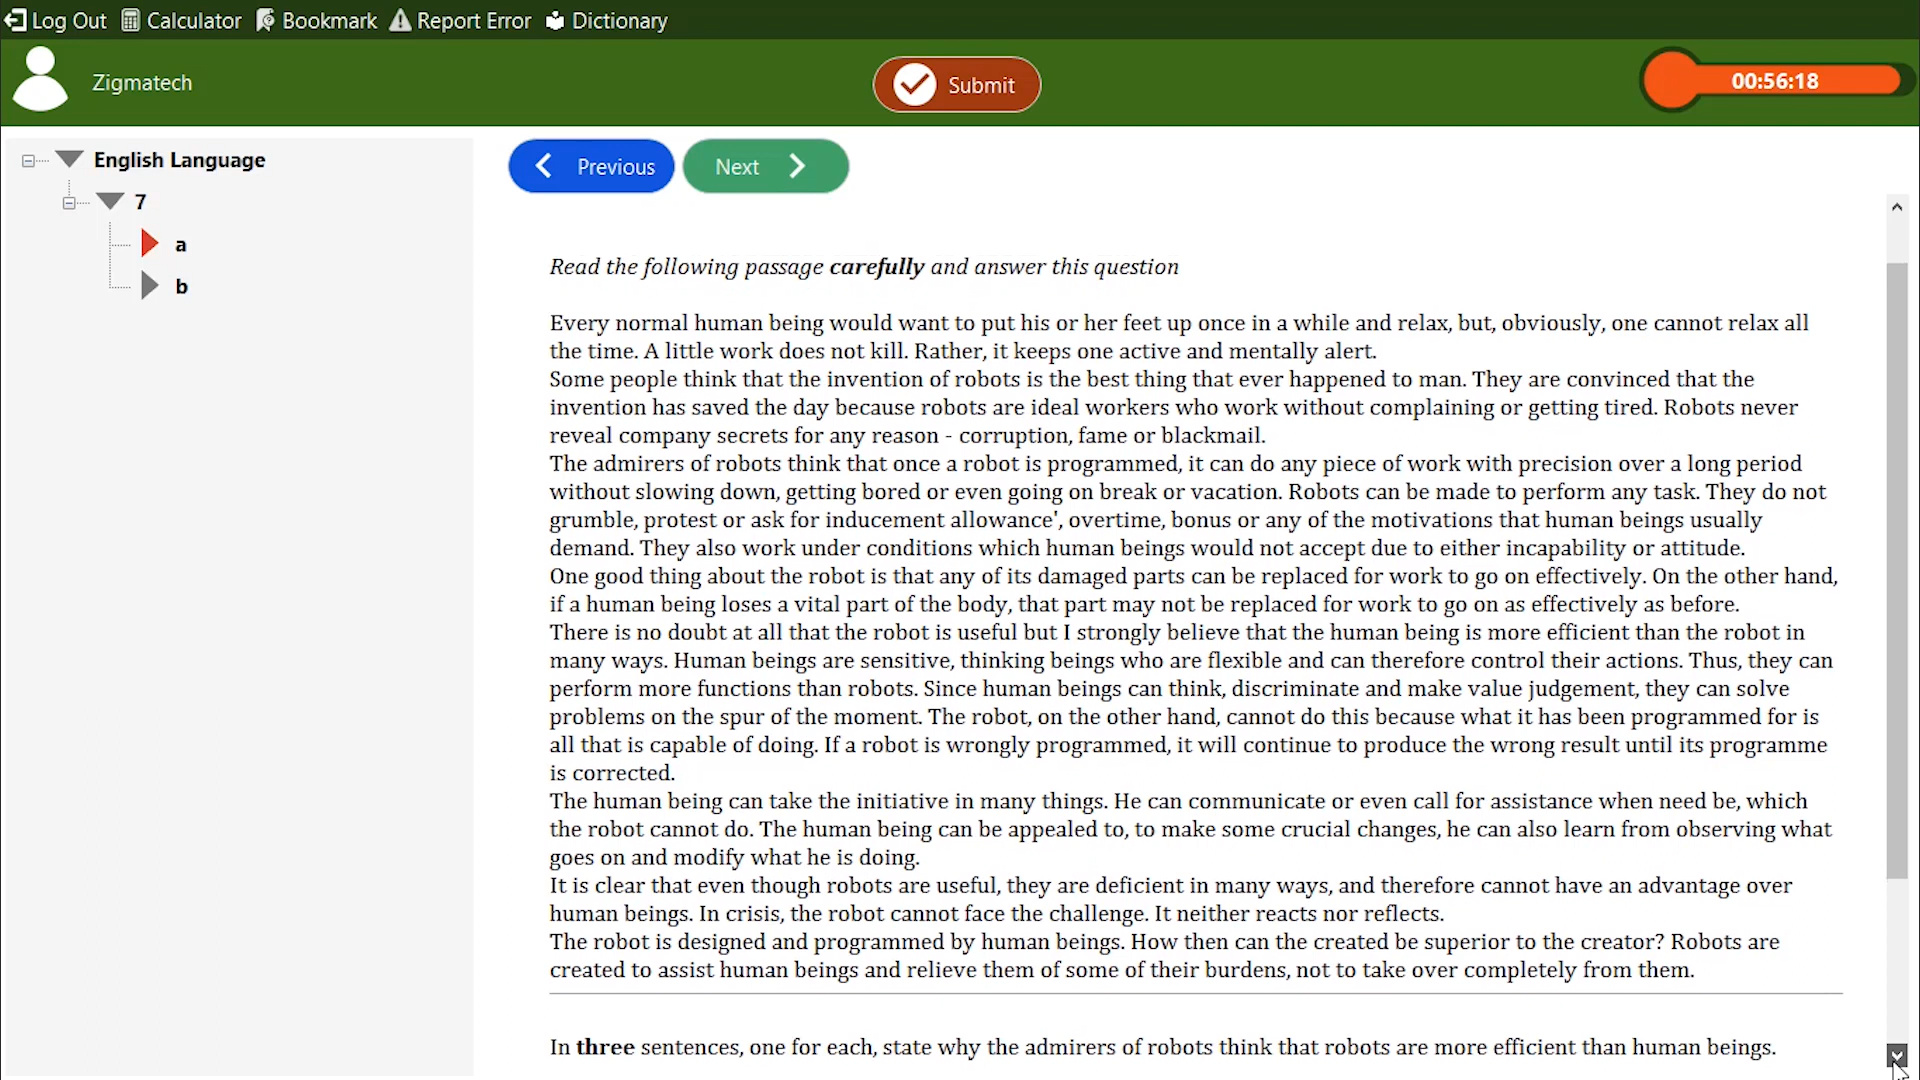 Log Out Calculator Bookmark Report Error Dictionary
Zigmatech
Submit
00:56:18
English Language
7
a
b
Previous
Next
Read the following passage carefully and answer this question
Every normal human being would want to put his or her feet up once in a while and relax, but, obviously, one cannot relax all
the time. A little work does not kill. Rather, it keeps one active and mentally alert.
Some people think that the invention of robots is the best thing that ever happened to man. They are convinced that the
invention has saved the day because robots are ideal workers who work without complaining or getting tired. Robots never
reveal company secrets for any reason - corruption, fame or blackmail.
The admirers of robots think that once a robot is programmed, it can do any piece of work with precision over a long period
without slowing down, getting bored or even going on break or vacation. Robots can be made to perform any task. They do not
grumble, protest or ask for inducement allowance', overtime, bonus or any of the motivations that human beings usually
demand. They also work under conditions which human beings would not accept due to either incapability or attitude.
One good thing about the robot is that any of its damaged parts can be replaced for work to go on effectively. On the other hand,
if a human being loses a vital part of the body, that part may not be replaced for work to go on as effectively as before.
There is no doubt at all that the robot is useful but I strongly believe that the human being is more efficient than the robot in
many ways. Human beings are sensitive, thinking beings who are flexible and can therefore control their actions. Thus, they can
perform more functions than robots. Since human beings can think, discriminate and make value judgement, they can solve
problems on the spur of the moment. The robot, on the other hand, cannot do this because what it has been programmed for is
all that is capable of doing. If a robot is wrongly programmed, it will continue to produce the wrong result until its programme
is corrected.
The human being can take the initiative in many things. He can communicate or even call for assistance when need be, which
the robot cannot do. The human being can be appealed to, to make some crucial changes, he can also learn from observing what
goes on and modify what he is doing.
It is clear that even though robots are useful, they are deficient in many ways, and therefore cannot have an advantage over
human beings. In crisis, the robot cannot face the challenge. It neither reacts nor reflects.
The robot is designed and programmed by human beings. How then can the created be superior to the creator? Robots are
created to assist human beings and relieve them of some of their burdens, not to take over completely from them.
In three sentences, one for each, state why the admirers of robots think that robots are more efficient than human beings.